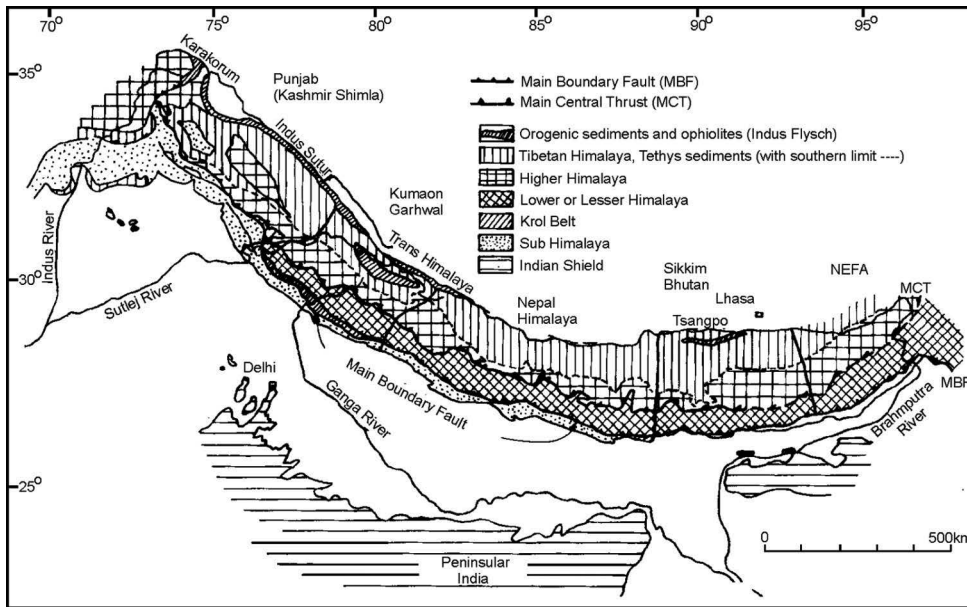 70° 75° 80° 85° 90° 95°
35°
30°
25°
Karakorum
Punjab
(Kashmir Shimla)
Indus Sutur
Kumaon
Garhwal
Trans Himalaya
Nepal
Himalaya
Sikkim
Bhutan
Lhasa
Tsangpo
NEFA
MCT
MBF
Indus River
Sutlej River
Delhi
Ganga River
Main Boundary Fault
Brahmputra
River
Peninsular
India
Main Boundary Fault (MBF)
Main Central Thrust (MCT)
Orogenic sediments and ophiolites (Indus Flysch)
Tibetan Himalaya, Tethys sediments (with southern limit ----)
Higher Himalaya
Lower or Lesser Himalaya
Krol Belt
Sub Himalaya
Indian Shield
0 500km